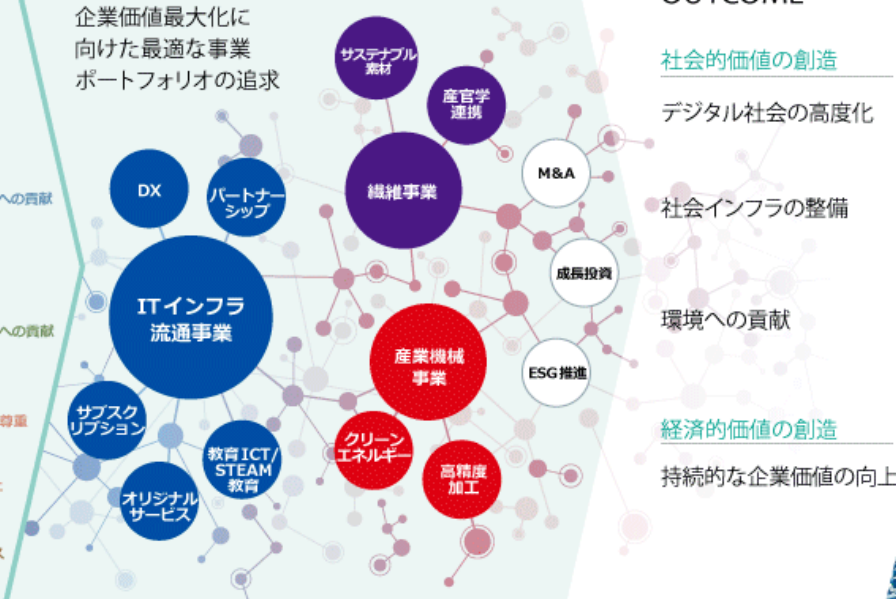 企業価値最大化に
向けた最適な事業
ポートフォリオの追求
サステナブル
素材
産官学
連携
繊維事業
DX
パートナー
シップ
ITインフラ
流通事業
サブスク
リプション
オリジナル
サービス
教育ICT/
STEAM
教育
産業機械
事業
クリーン
エネルギー
高精度
加工
M&A
成長投資
ESG推進
への貢献
への貢献
尊重
OUTCOME
社会的価値の創造
デジタル社会の高度化
社会インフラの整備
環境への貢献
経済的価値の創造
持続的な企業価値の向上